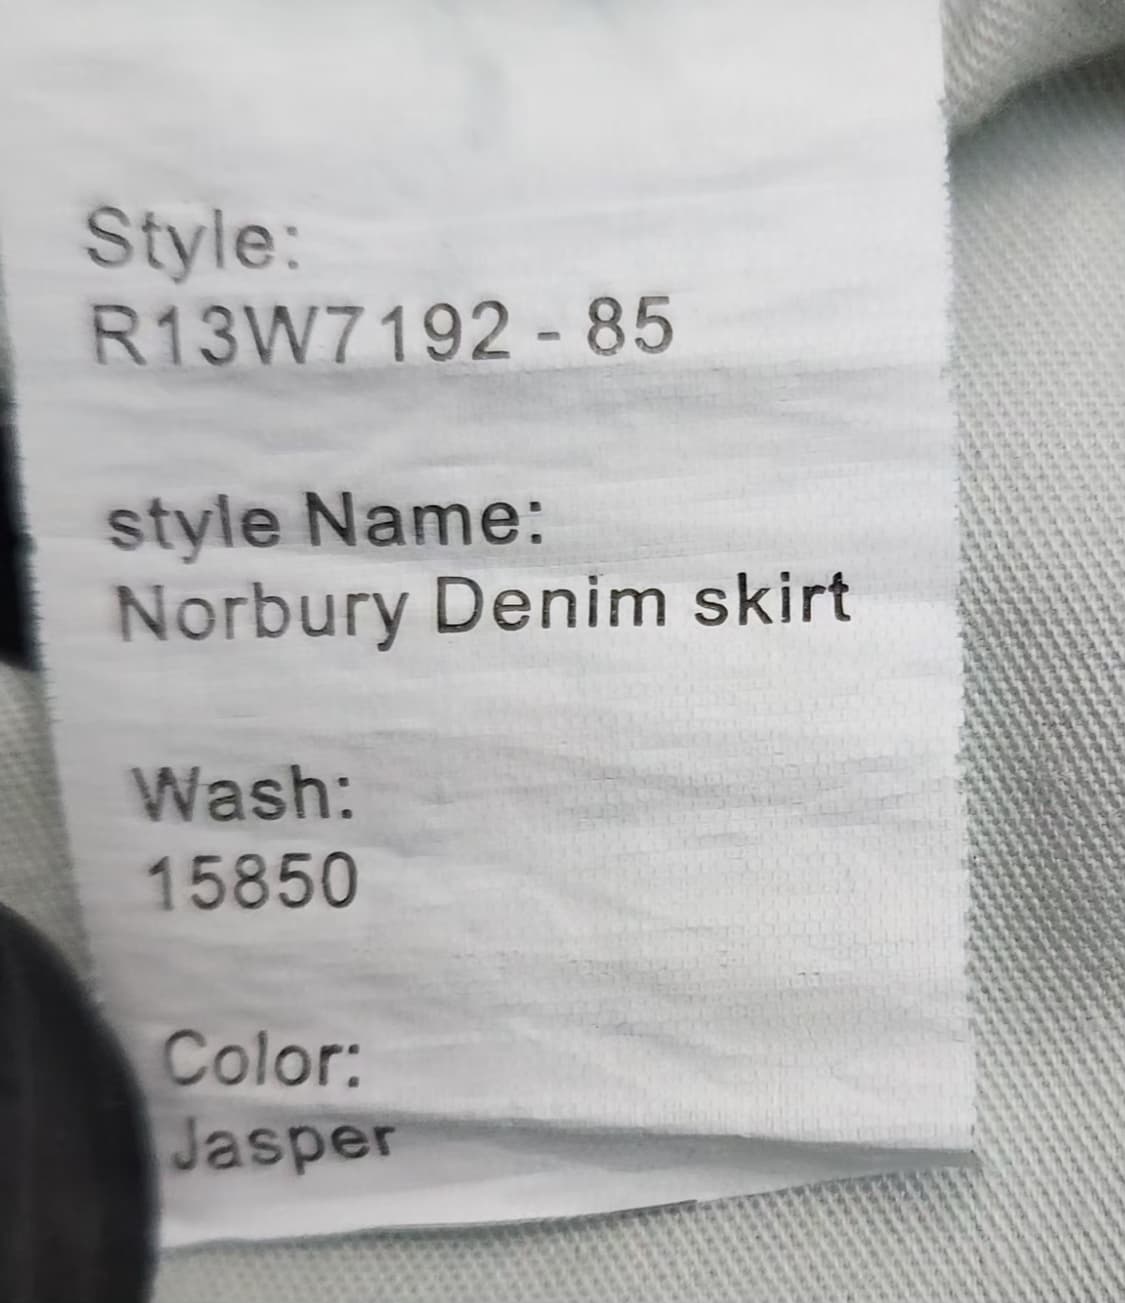 Style:
R13W7192 - 85
style Name:
Norbury Denim skirt
Wash:
15850
Color:
Jasper